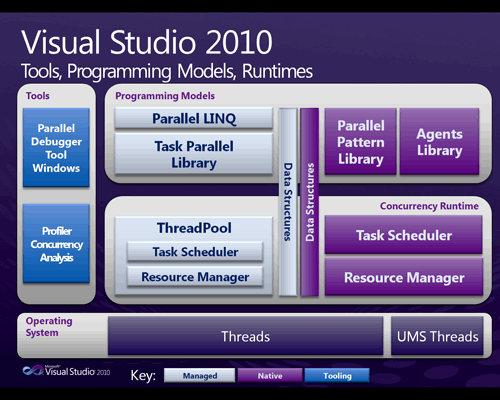 Visual Studio 2010
Tools, Programming Models, Runtimes
Tools
Parallel
Debugger
Tool
Windows
Profiler
Concurrency
Analysis
Programming Models
Parallel LINQ
Task Parallel
Library
Data Structures
Data Structures
Parallel
Pattern
Library
Agents
Library
ThreadPool
Task Scheduler
Resource Manager
Concurrency Runtime
Task Scheduler
Resource Manager
Operating
System
Threads
UMS Threads
Microsoft
Visual Studio 2010
Key:
Managed
Native
Tooling